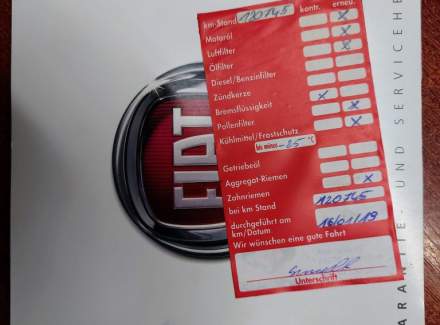 km-Stand 120745 kontr. erneu.
Motoröl X
Luftfilter X
Ölfilter
Diesel/Benzinfilter
Zündkerze
Bremsflüssigkeit X
Pollenfilter X
Kühlmittel/Frostschutz X
bis minus -25 °C
Getriebeöl
Aggregat-Riemen
Zahnriemen X
bei km Stand 120745
durchgeführt am
km/Datum 16/01/19
Wir wünschen eine gute Fahrt
Unterschrift
FIAT
GARANTIE- UND SERVICEHE